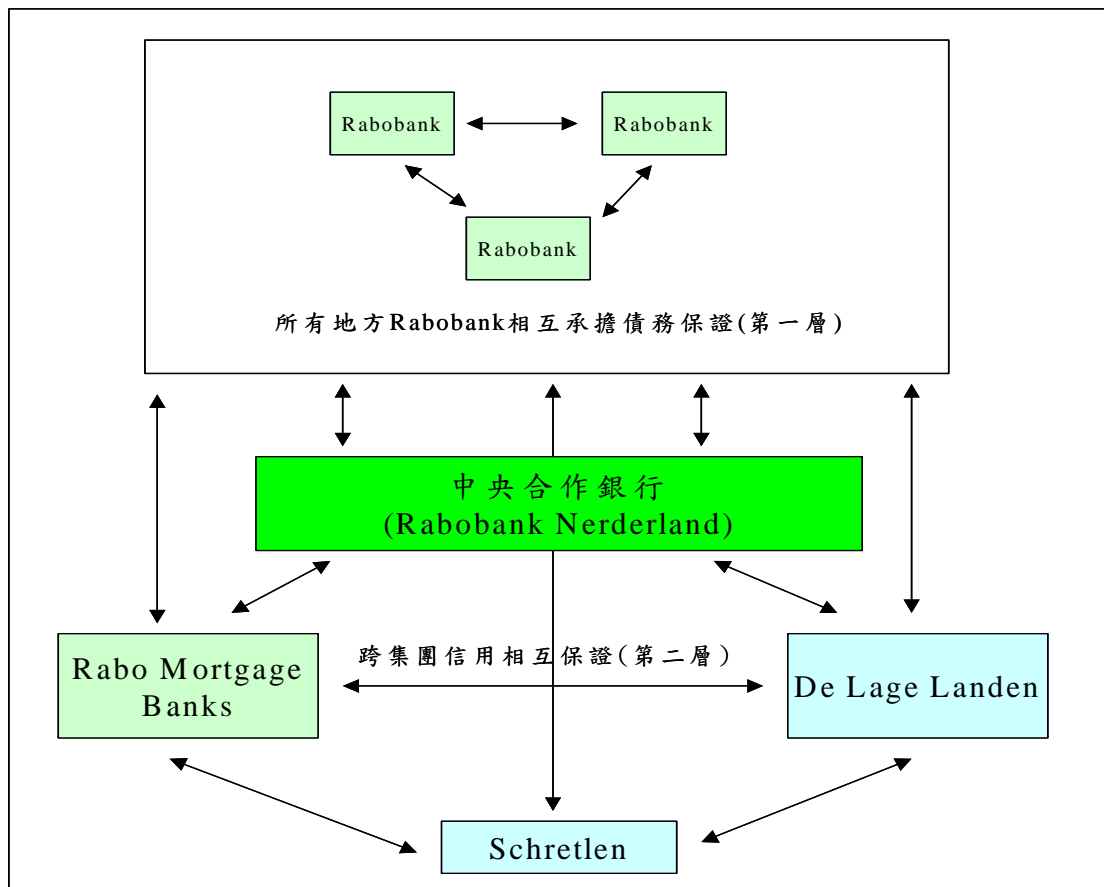 Rabobank
Rabobank
Rabobank
所有地方Rabobank相互承擔債務保證(第一層)
中央合作銀行
(Rabobank Nerderland)
跨集團信用相互保證(第二層)
Rabo Mortgage
Banks
De Lage Landen
Schretlen